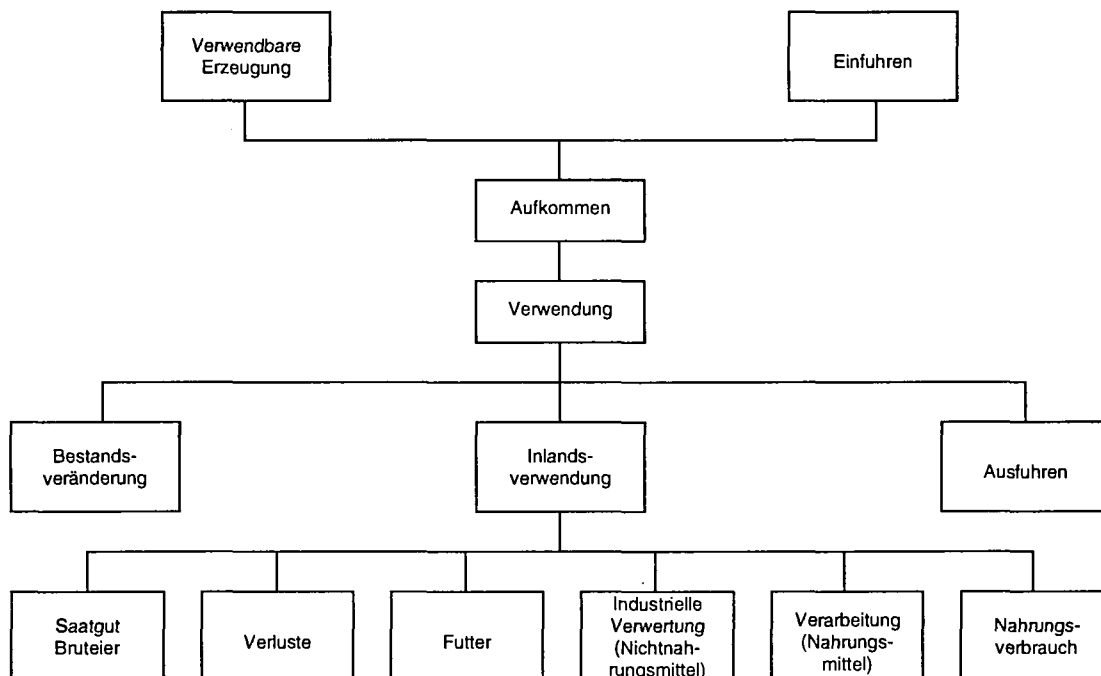 Verwendbare
Erzeugung
Einfuhren
Aufkommen
Verwendung
Bestands-
veränderung
Inlands-
verwendung
Ausfuhren
Saatgut
Bruteier
Verluste
Futter
Industrielle
Verwertung
(Nichtnah-
rungsmittel)
Verarbeitung
(Nahrungs-
mittel)
Nahrungs-
verbrauch